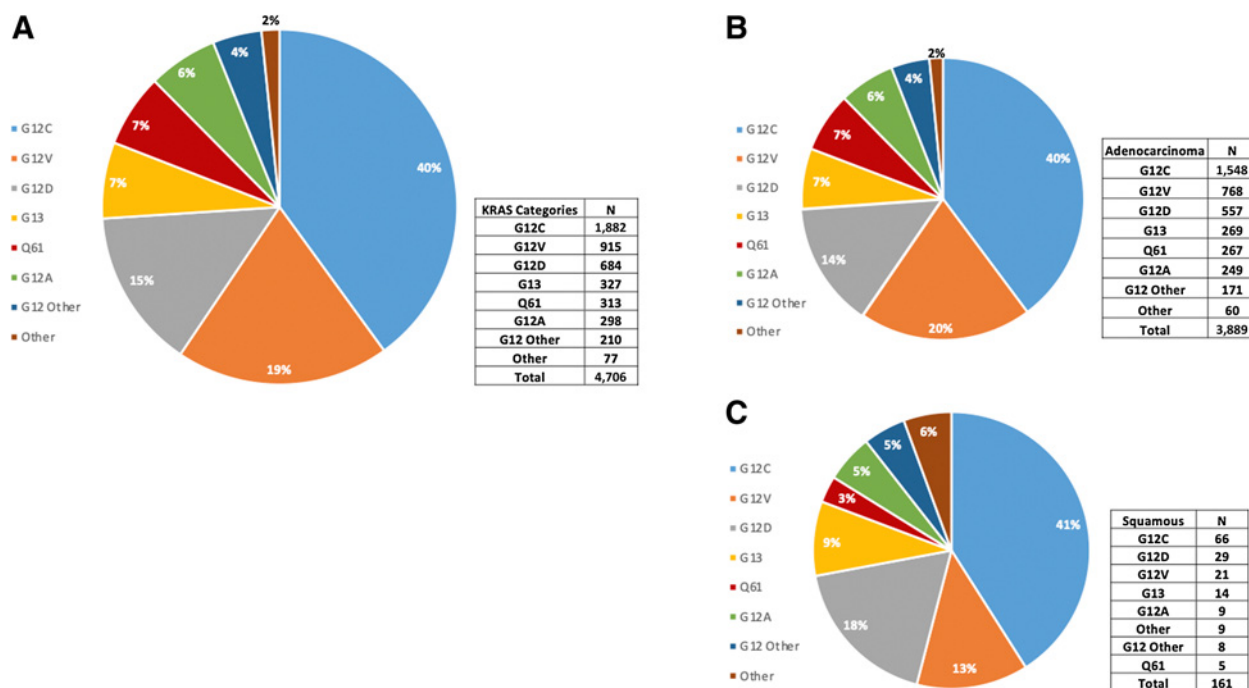 A
2%
4%
6%
7%
7%
15%
19%
40%
G12C
G12V
G12D
G13
Q61
G12A
G12 Other
Other
KRAS Categories N
G12C 1,882
G12V 915
G12D 684
G13 327
Q61 313
G12A 298
G12 Other 210
Other 77
Total 4,706
B
2%
4%
6%
7%
7%
14%
20%
40%
G12C
G12V
G12D
G13
Q61
G12A
G12 Other
Other
Adenocarcinoma N
G12C 1,548
G12V 768
G12D 557
G13 269
Q61 267
G12A 249
G12 Other 171
Other 60
Total 3,889
C
6%
5%
5%
3%
9%
18%
13%
41%
G12C
G12V
G12D
G13
Q61
G12A
G12 Other
Other
Squamous N
G12C 66
G12D 29
G12V 21
G13 14
G12A 9
Other 9
G12 Other 8
Q61 5
Total 161